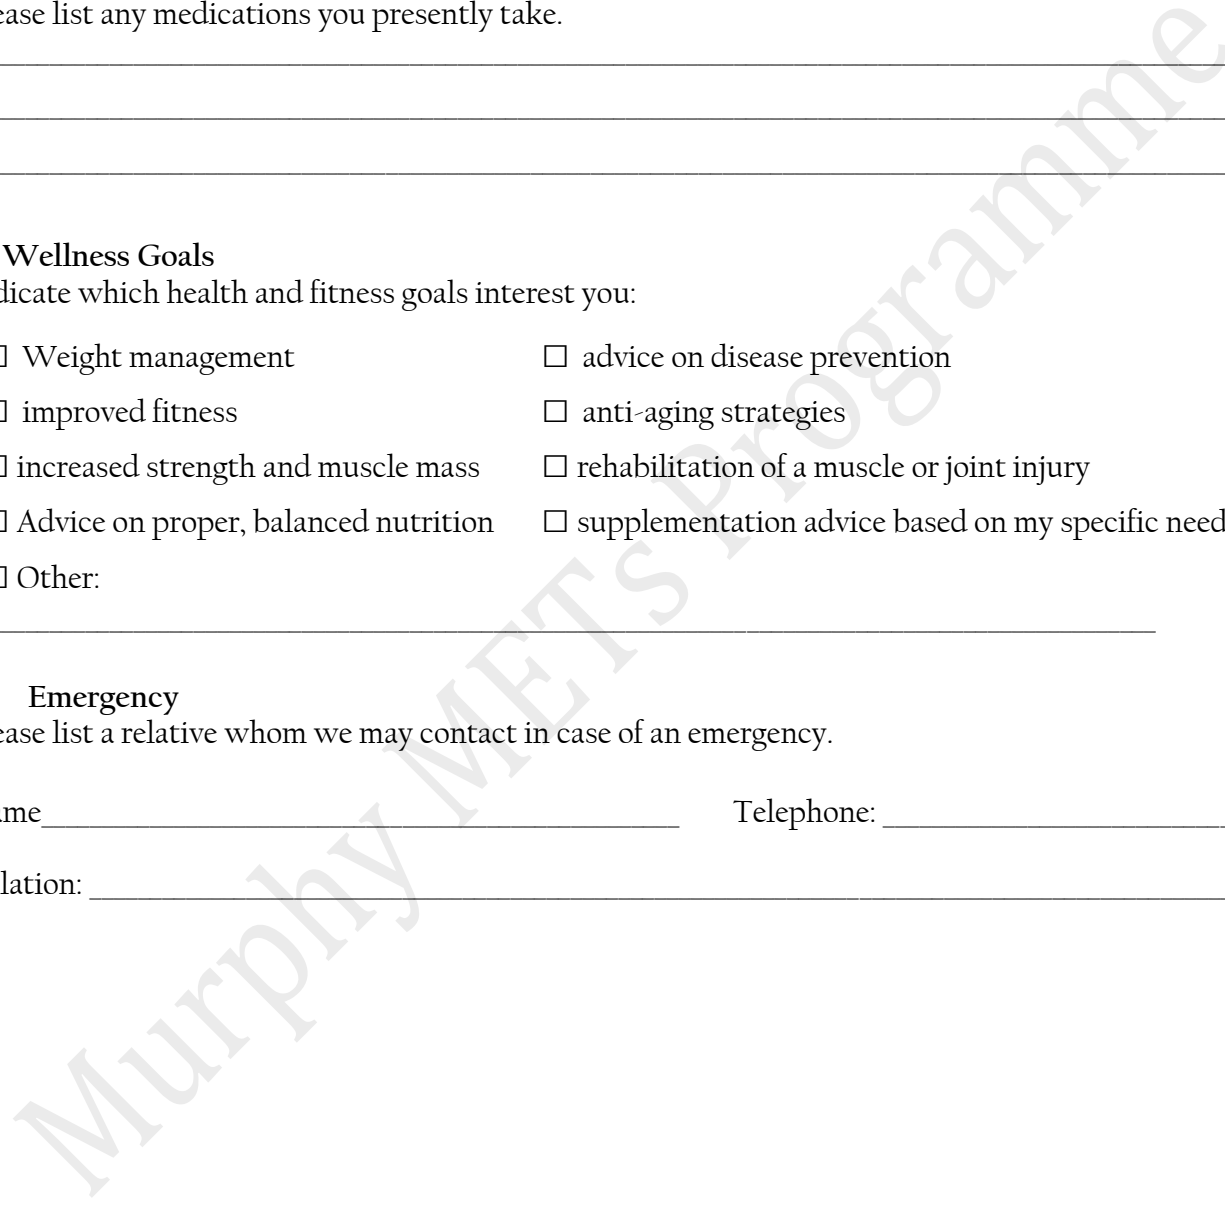 ease list any medications you presently take.
Wellness Goals
dicate which health and fitness goals interest you:
☐ Weight management ☐ advice on disease prevention
☐ improved fitness ☐ anti-aging strategies
☐ increased strength and muscle mass ☐ rehabilitation of a muscle or joint injury
☐ Advice on proper, balanced nutrition ☐ supplementation advice based on my specific need
☐ Other:
Emergency
ease list a relative whom we may contact in case of an emergency.
ame____________ Telephone: ____________
lation: ____________
Murphy METs Programme